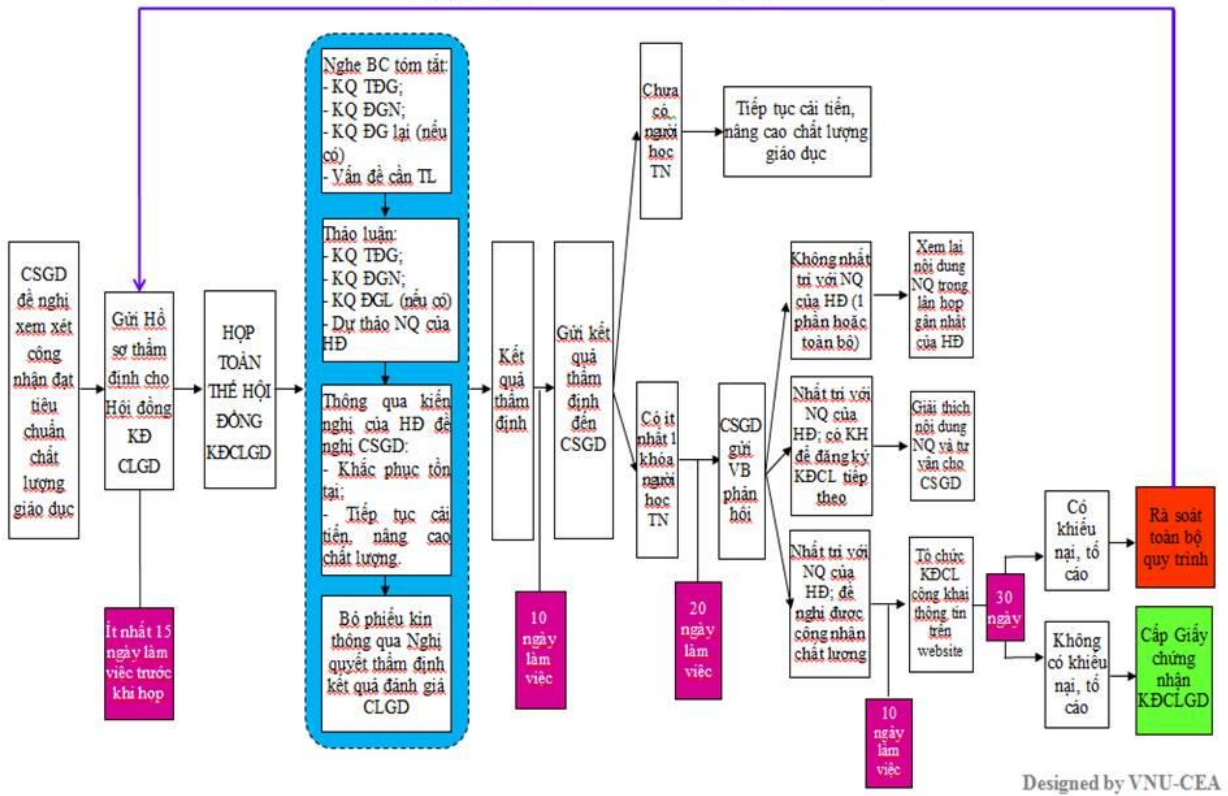 CSGD
đề nghị
xem xét
công
nhận đạt
tiêu
chuẩn
chất
lượng
giáo dục
Gửi Hồ
sơ thẩm
định cho
Hội đồng
KĐ
CLGD
Ít nhất 15
ngày làm
việc trước
khi họp
HỌP
TOÀN
THỂ HỘI
ĐỒNG
KĐCLGD
Nghe BC tóm tắt:
- KQ TĐG;
- KQ ĐGN;
- KQ ĐG lại (nếu
có)
- Vấn đề cần TL
Thảo luận:
- KQ TĐG;
- KQ ĐGN;
- KQ ĐGL (nếu có)
- Dự thảo NQ của
HĐ
Thông qua kiến
nghị của HĐ đề
nghị CSGD:
- Khắc phục tồn
tại;
- Tiếp tục cải
tiến, nâng cao
chất lượng.
Bỏ phiếu kín
thông qua Nghị
quyết thẩm định
kết quả đánh giá
CLGD
Kết
quả
thẩm
định
10
ngày
làm
việc
Gửi kết
quả
thẩm
định đến
CSGD
Chưa
có
người
học
TN
Tiếp tục cải tiến,
nâng cao chất lượng
giáo dục
Có ít
nhất 1
khóa
người
học
TN
20
ngày
làm
việc
CSGD
gửi
VB
phản
hồi
Không nhất
trí với NQ
của HĐ (1
phần hoặc
toàn bộ)
Xem lại
nội dung
NQ trong
lần họp
gần nhất
của HĐ
Nhất trí với
NQ của
HĐ; có KH
để đăng ký
KĐCL tiếp
theo
Giải thích
nội dung
NQ và tư
vấn cho
CSGD
Nhất trí với
NQ của
HĐ; đề
nghị được
công nhận
chất lượng
10
ngày
làm
việc
Tổ chức
KĐCL
công khai
thông tin
trên
website
30
ngày
Có
khiếu
nại, tố
cáo
Rà soát
toàn bộ
quy trình
Không
có khiếu
nại, tố
cáo
Cấp Giấy
chứng
nhận
KĐCLGD
Designed by VNU-CEA